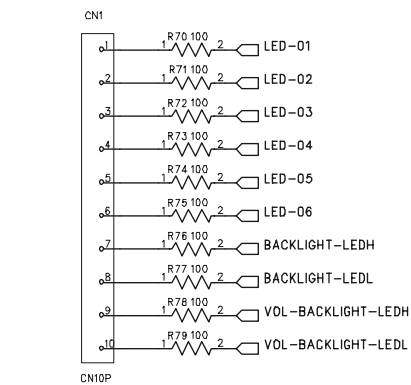 CN1
1 1 R70 100 2 LED-01
2 1 R71 100 2 LED-02
3 1 R72 100 2 LED-03
4 1 R73 100 2 LED-04
5 1 R74 100 2 LED-05
6 1 R75 100 2 LED-06
7 1 R76 100 2 BACKLIGHT-LEDH
8 1 R77 100 2 BACKLIGHT-LEDL
9 1 R78 100 2 VOL-BACKLIGHT-LEDH
10 1 R79 100 2 VOL-BACKLIGHT-LEDL
CN10P